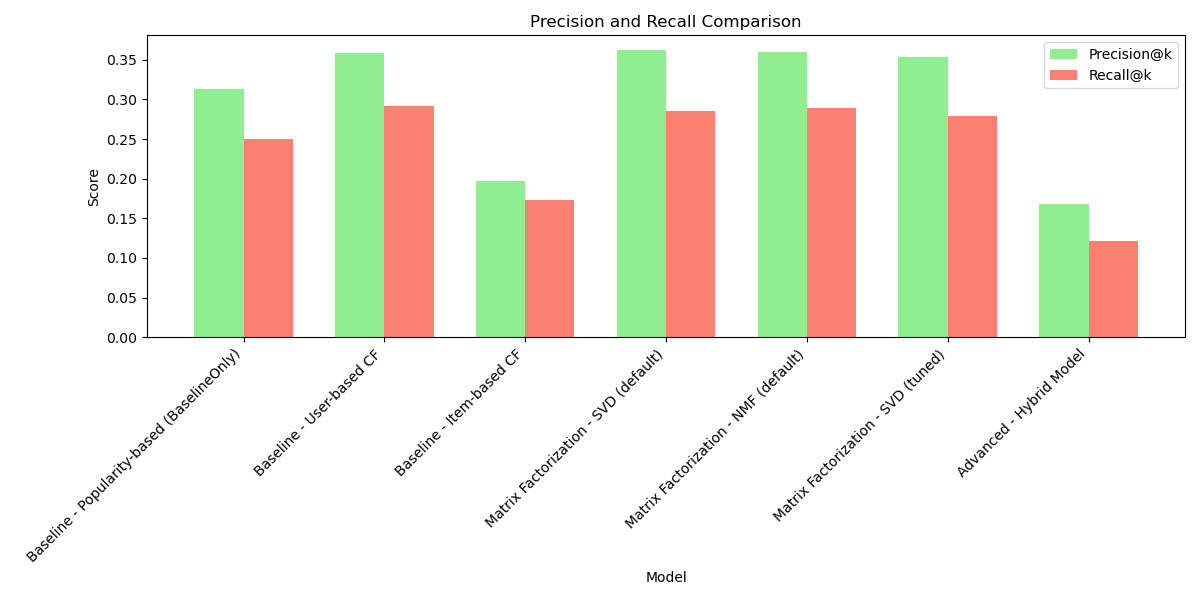 Precision and Recall Comparison
Precision@k
Recall@k
Score
0.35
0.30
0.25
0.20
0.15
0.10
0.05
0.00
Baseline - Popularity-based (BaselineOnly)
Baseline - User-based CF
Baseline - Item-based CF
Matrix Factorization - SVD (default)
Matrix Factorization - NMF (default)
Matrix Factorization - SVD (tuned)
Advanced - Hybrid Model
Model